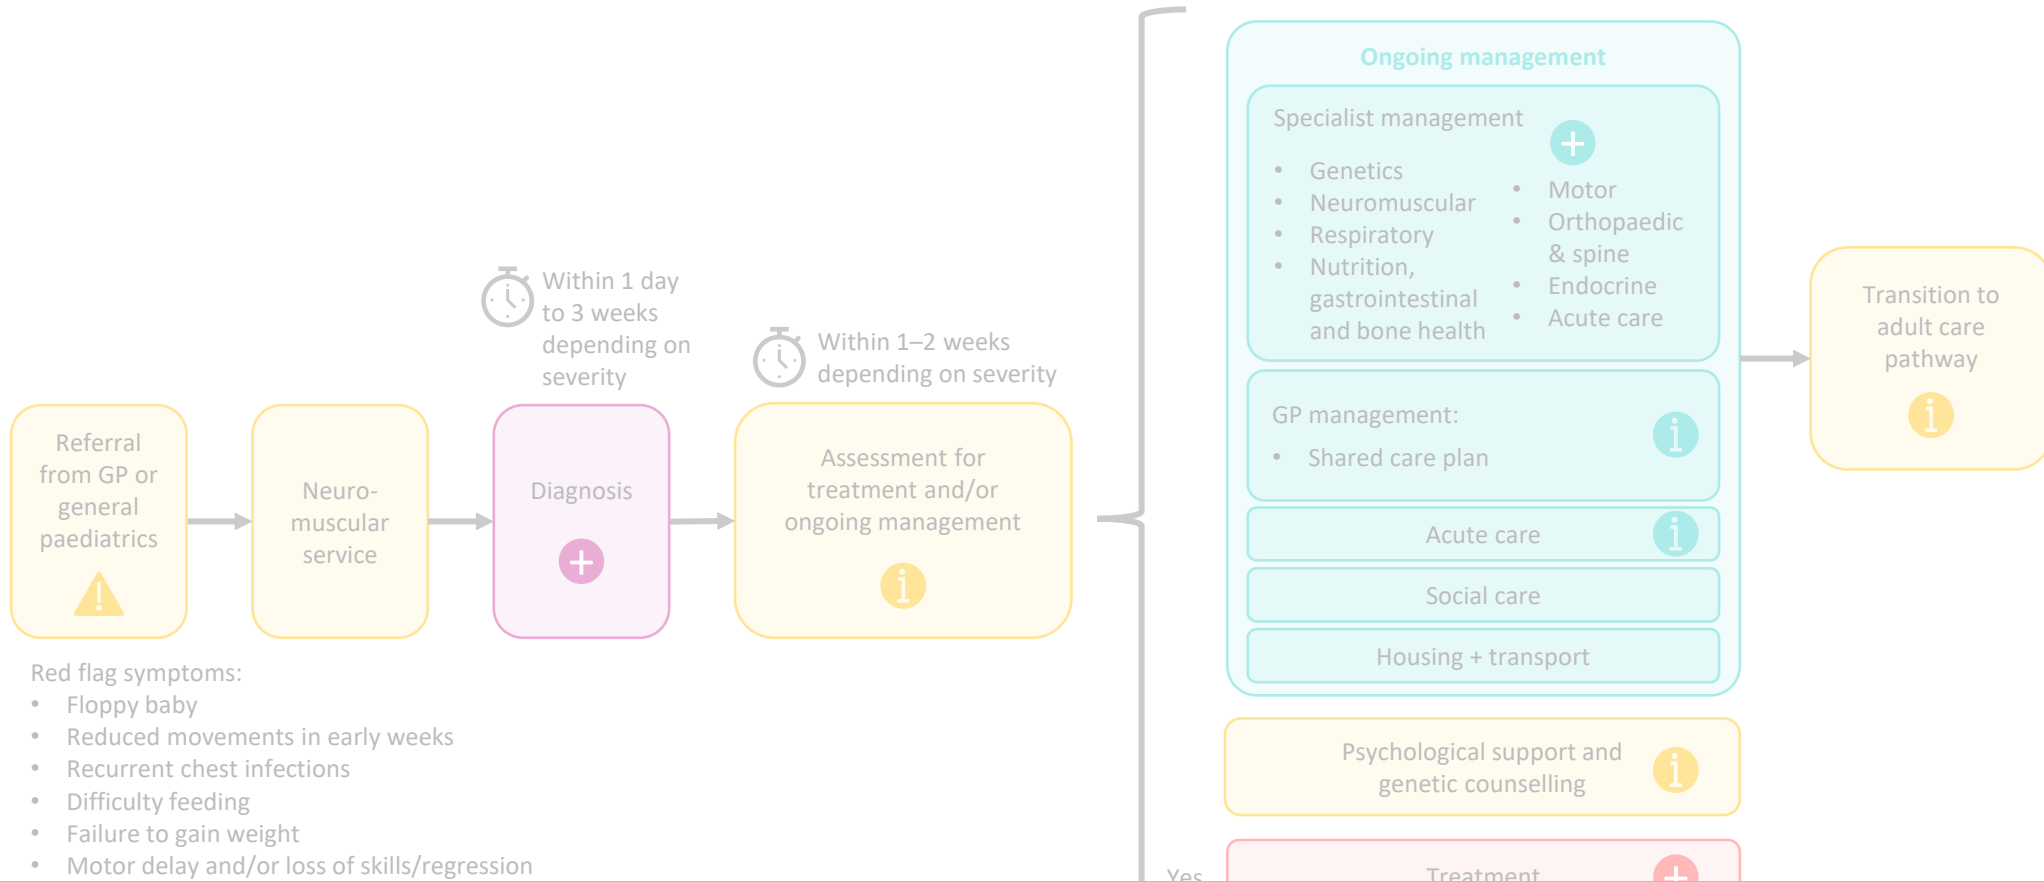 Referral
from GP or
general
paediatrics
Red flag symptoms:
• Floppy baby
• Reduced movements in early weeks
• Recurrent chest infections
• Difficulty feeding
• Failure to gain weight
• Motor delay and/or loss of skills/regression
Neuro-
muscular
service
Within 1 day
to 3 weeks
depending on
severity
Diagnosis
Within 1–2 weeks
depending on severity
Assessment for
treatment and/or
ongoing management
Ongoing management
Specialist management
• Genetics
• Neuromuscular
• Respiratory
• Nutrition,
gastrointestinal
and bone health
• Motor
• Orthopaedic
& spine
• Endocrine
• Acute care
GP management:
• Shared care plan
Acute care
Social care
Housing + transport
Psychological support and
genetic counselling
Yes
Treatment
Transition to
adult care
pathway